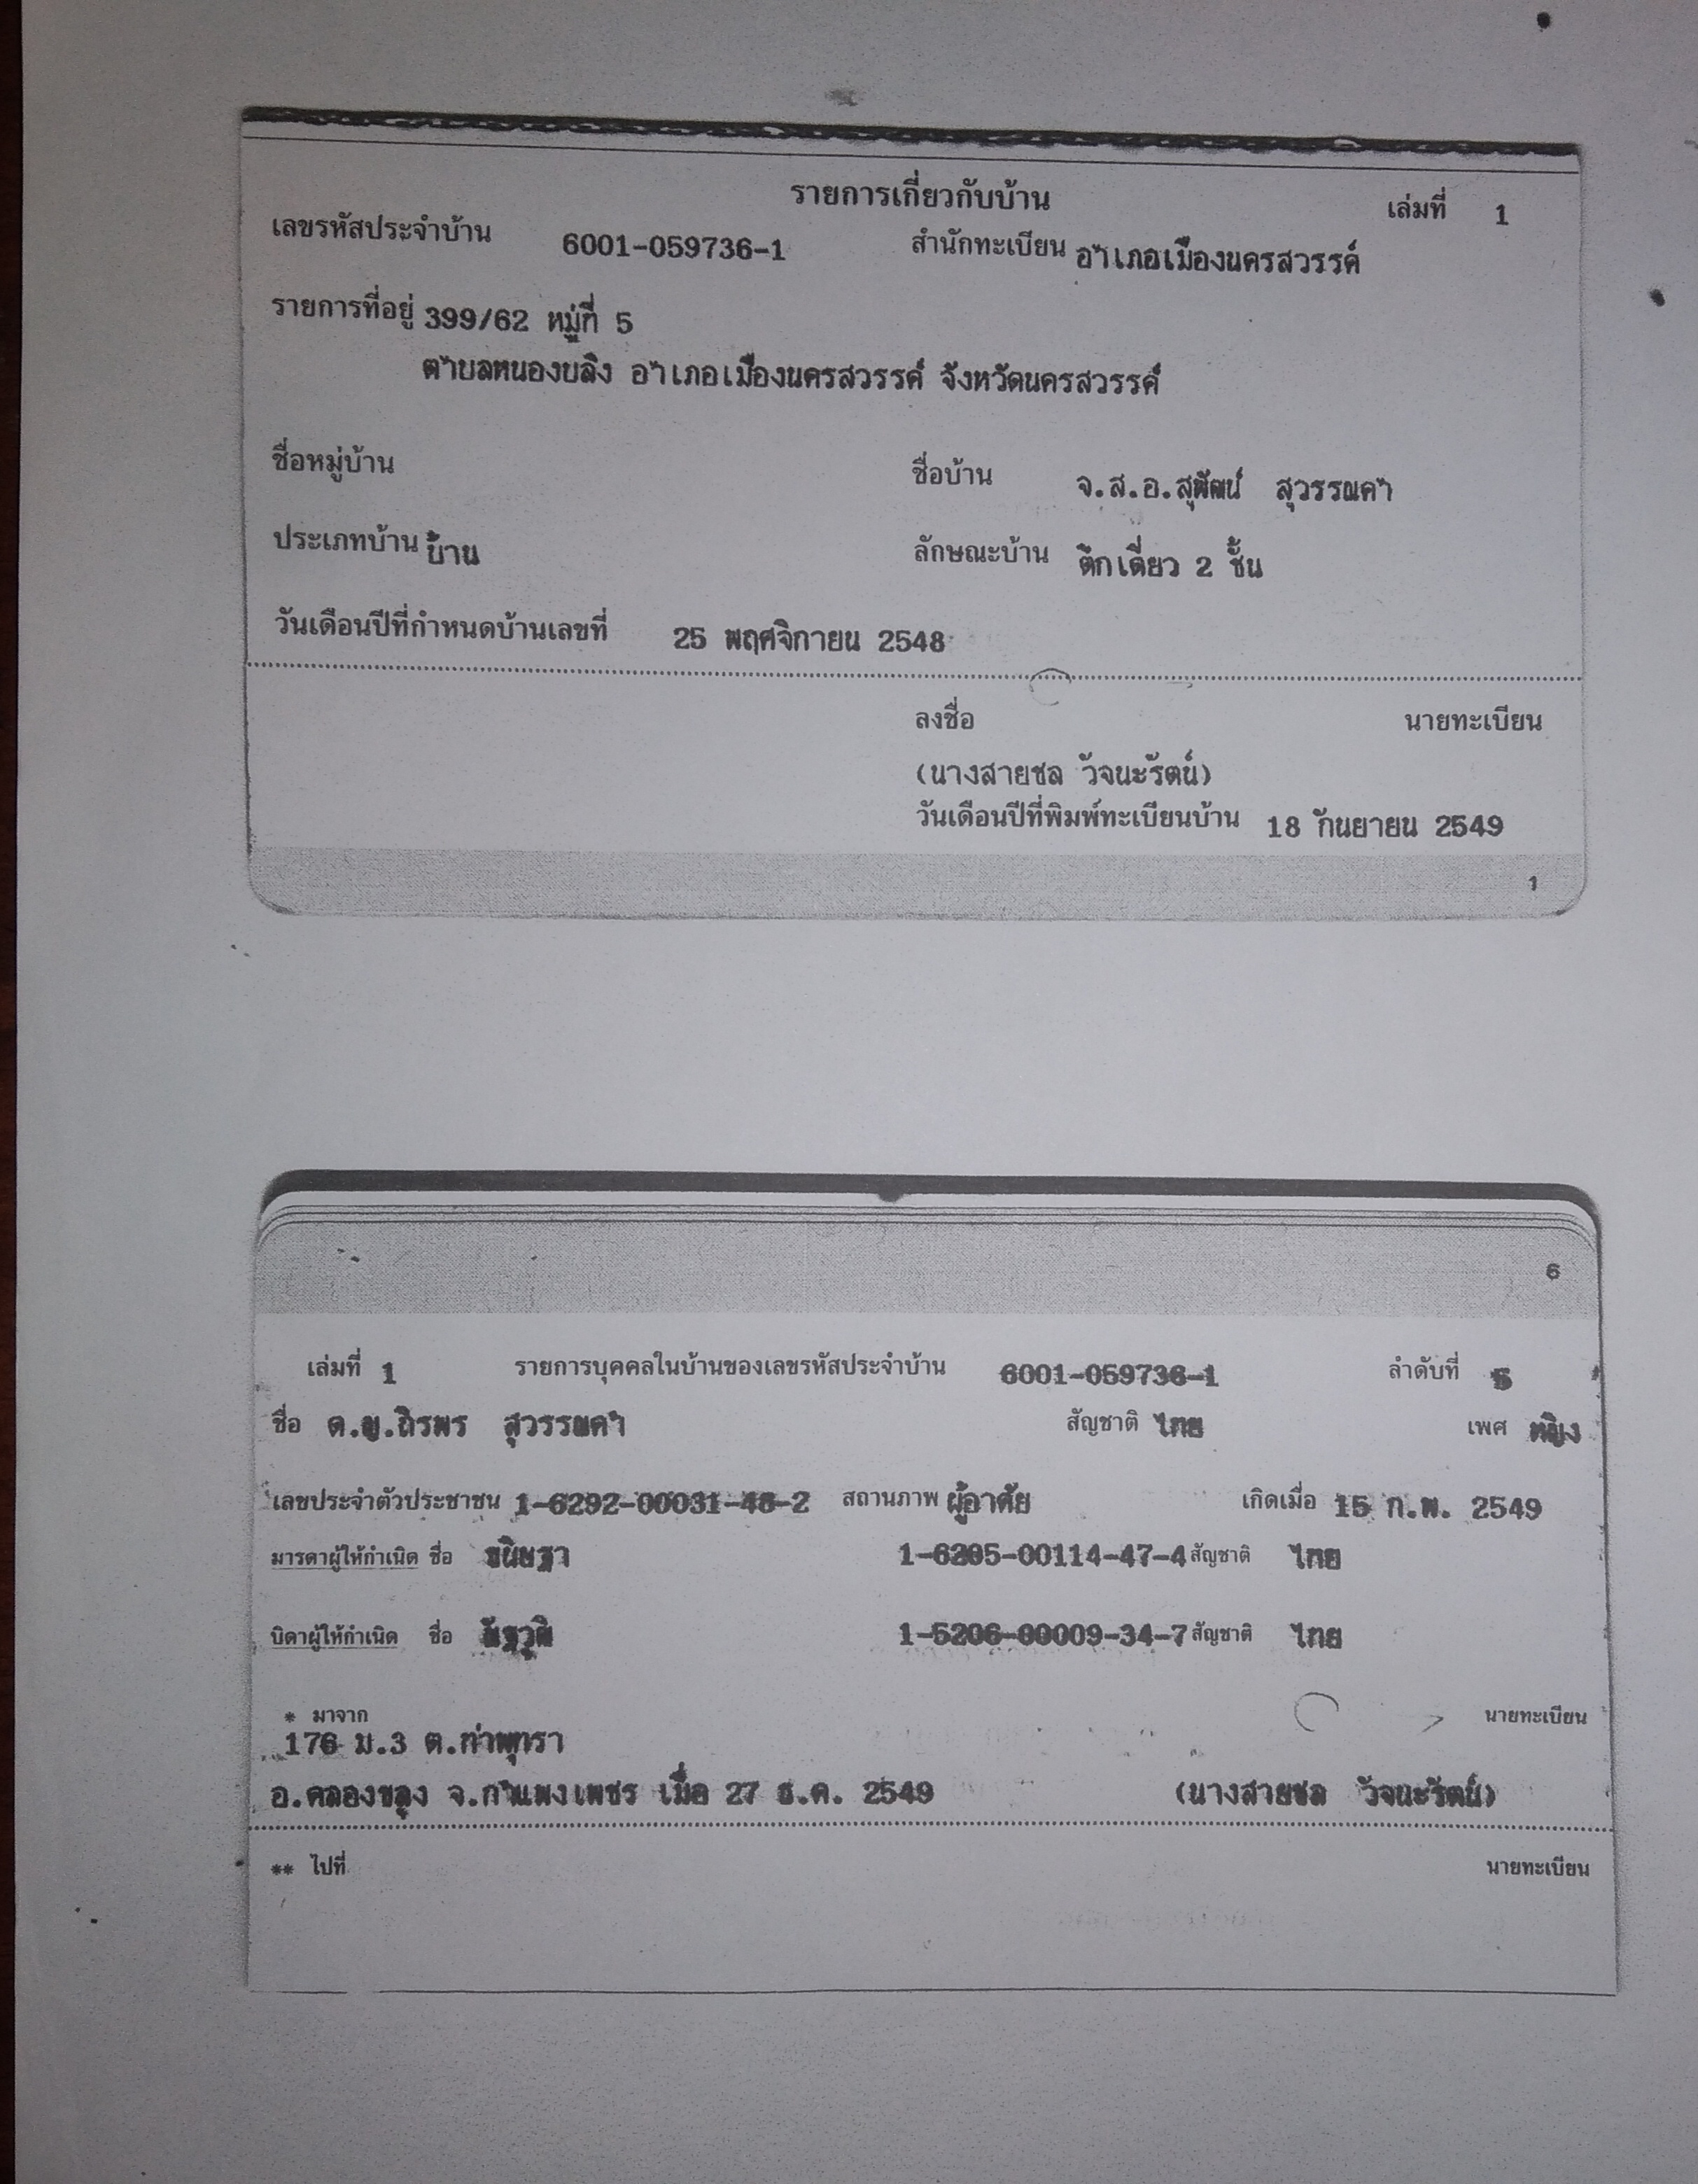 รายการเกี่ยวกับบ้าน เล่มที่ 1
เลขรหัสประจำบ้าน 6001-059736-1 สำนักทะเบียน อำเภอเมืองนครสวรรค์
รายการที่อยู่ 399/62 หมู่ที่ 5
ตำบลหนองปลิง อำเภอเมืองนครสวรรค์ จังหวัดนครสวรรค์
ชื่อหมู่บ้าน ชื่อบ้าน จ.ส.อ.สุพัฒน์ สุวรรณคำ
ประเภทบ้าน บ้าน ลักษณะบ้าน ตึกเดี่ยว 2 ชั้น
วันเดือนปีที่กำหนดบ้านเลขที่ 25 พฤศจิกายน 2548
ลงชื่อ นายทะเบียน
(นางสายชล วัจนะรัตน์)
วันเดือนปีที่พิมพ์ทะเบียนบ้าน 18 กันยายน 2549
1
6
เล่มที่ 1 รายการบุคคลในบ้านของเลขรหัสประจำบ้าน 6001-059736-1 ลำดับที่ 5
ชื่อ ด.ญ.ถิรพร สุวรรณคำ สัญชาติ ไทย เพศ หญิง
เลขประจำตัวประชาชน 1-6292-00031-46-2 สถานภาพ ผู้อาศัย เกิดเมื่อ 15 ก.พ. 2549
มารดาผู้ให้กำเนิด ชื่อ ขนิษฐา 1-6205-00114-47-4 สัญชาติ ไทย
บิดาผู้ให้กำเนิด ชื่อ 1-5206-00009-34-7 สัญชาติ ไทย
* มาจาก นายทะเบียน
176 ม.3 ต.ท่าพุทรา
อ.คลองขลุง จ.กำแพงเพชร เมื่อ 27 ธ.ค. 2549 (นางสายชล วัจนะรัตน์)
** ไปที่ นายทะเบียน